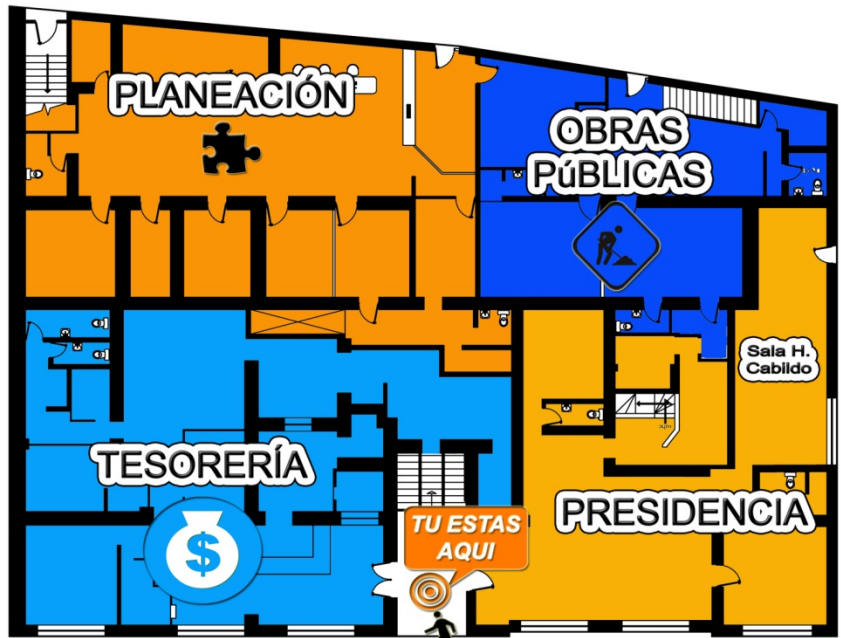 PLANEACIÓN
OBRAS
PúBLICAS
Sala H.
Cabildo
TESORERÍA
$
TU ESTAS
AQUI
PRESIDENCIA